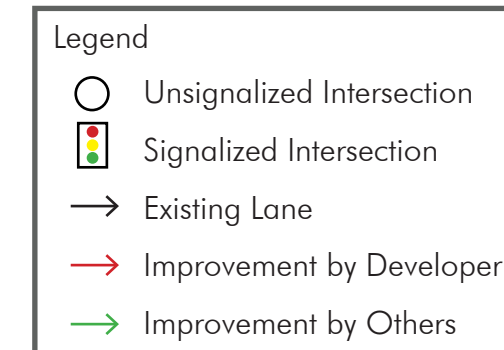 Legend
Unsignalized Intersection
Signalized Intersection
Existing Lane
Improvement by Developer
Improvement by Others